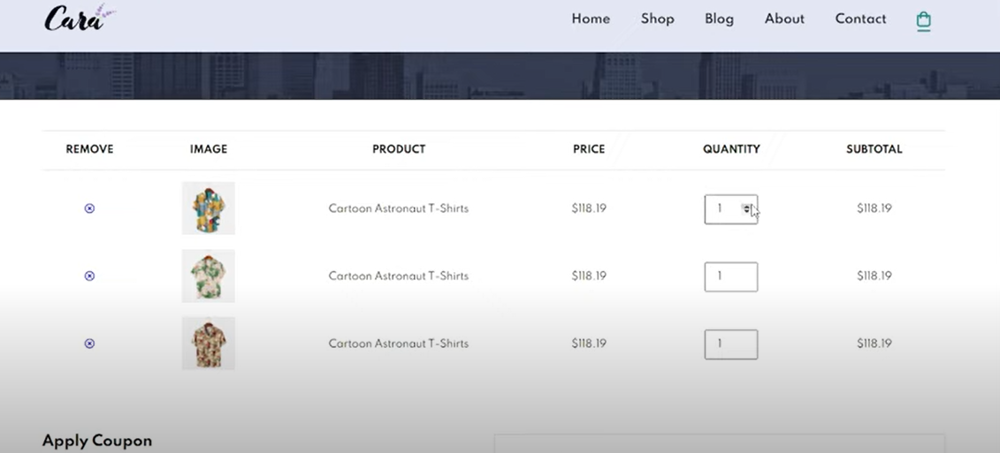 Cara
Home Shop Blog About Contact
REMOVE IMAGE PRODUCT PRICE QUANTITY SUBTOTAL
Cartoon Astronaut T-Shirts $118.19 1 $118.19
Cartoon Astronaut T-Shirts $118.19 1 $118.19
Cartoon Astronaut T-Shirts $118.19 1 $118.19
Apply Coupon